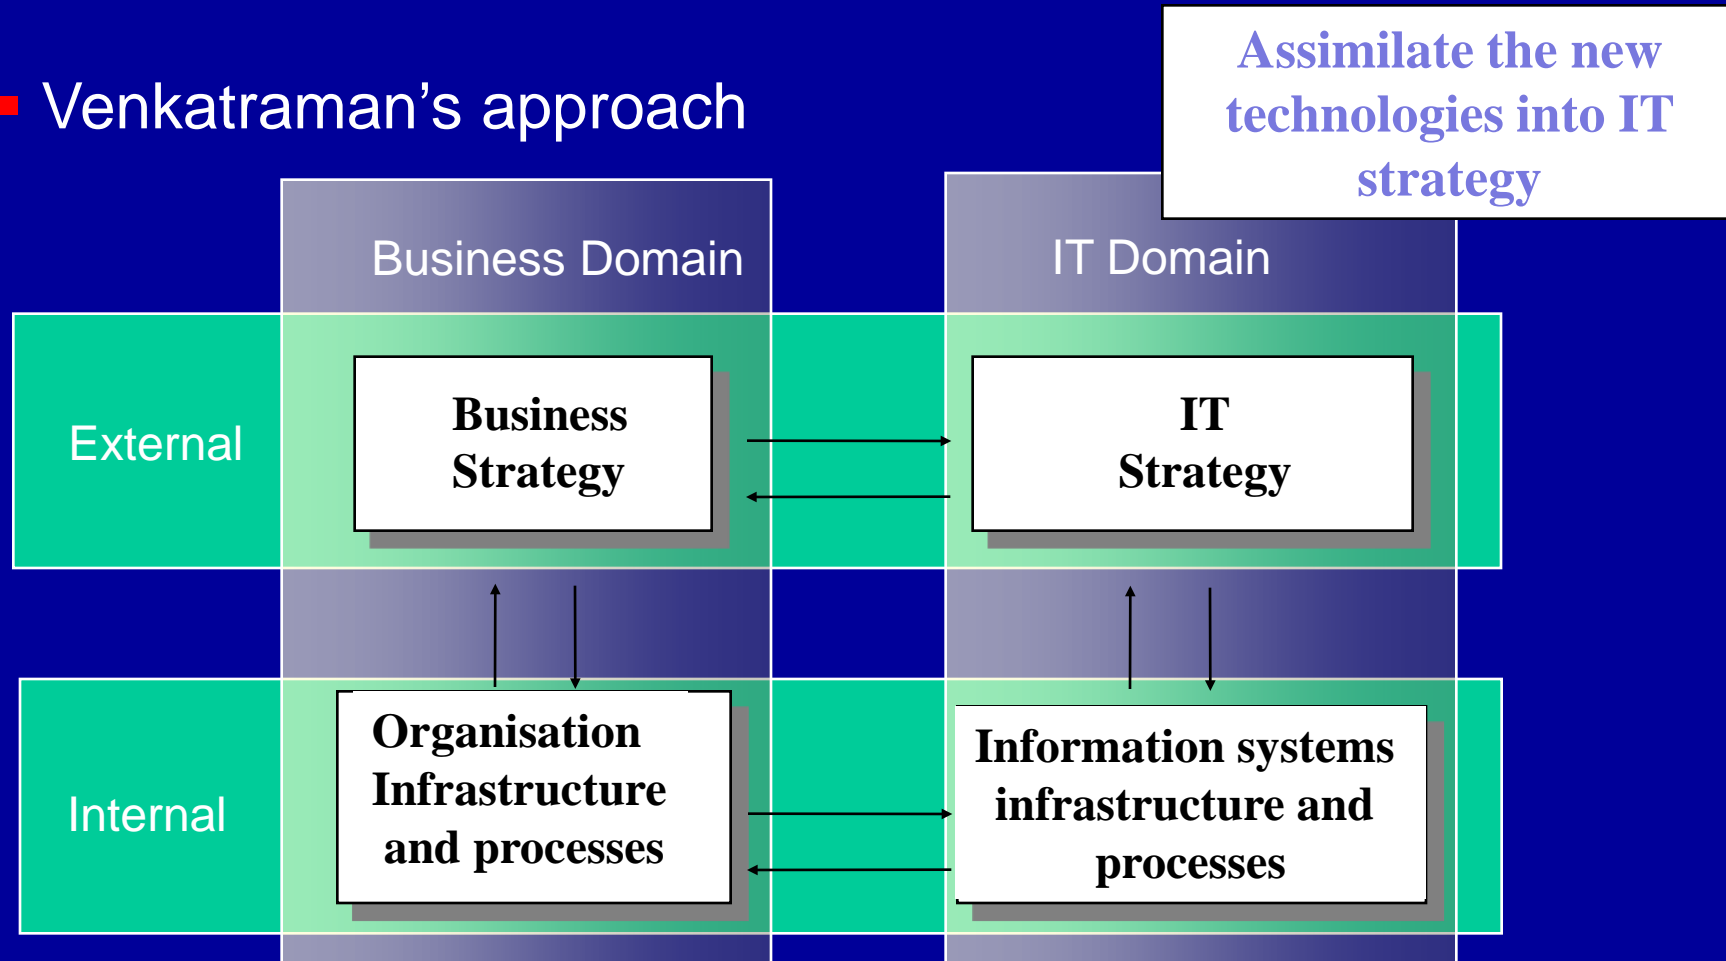 Assimilate the new
technologies into IT
strategy
Venkatraman’s approach
Business Domain
IT Domain
External
Business
Strategy
IT
Strategy
Internal
Organisation
Infrastructure
and processes
Information systems
infrastructure and
processes